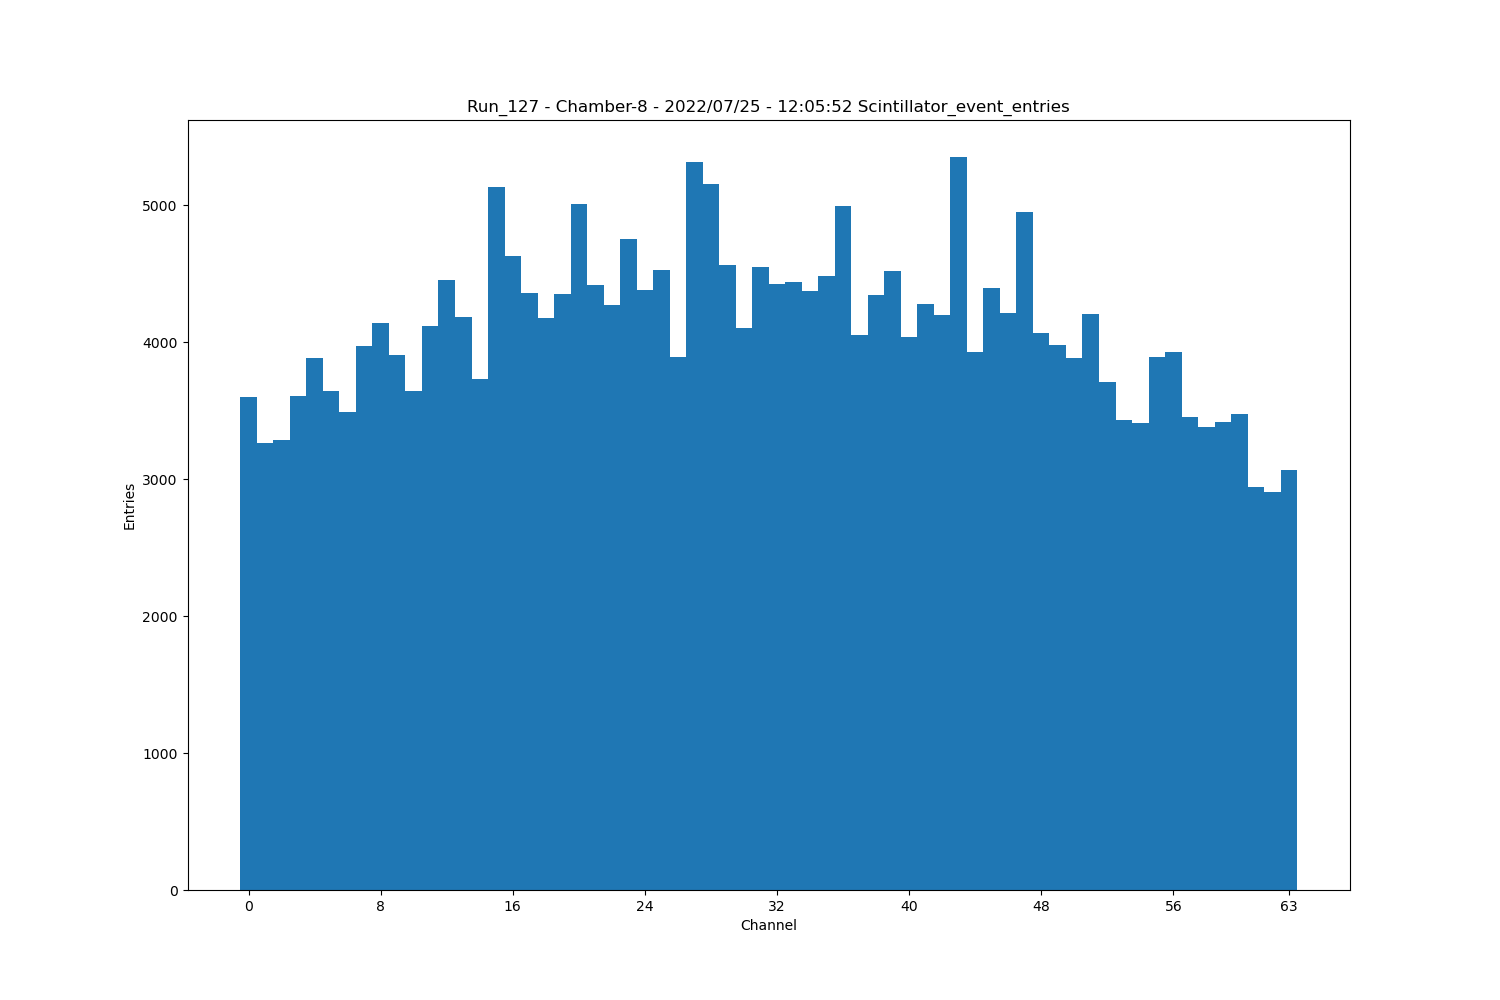 Run_127 - Chamber-8 - 2022/07/25 - 12:05:52 Scintillator_event_entries
5000
4000
3000
2000
1000
0
Entries
0 8 16 24 32 40 48 56 63
Channel